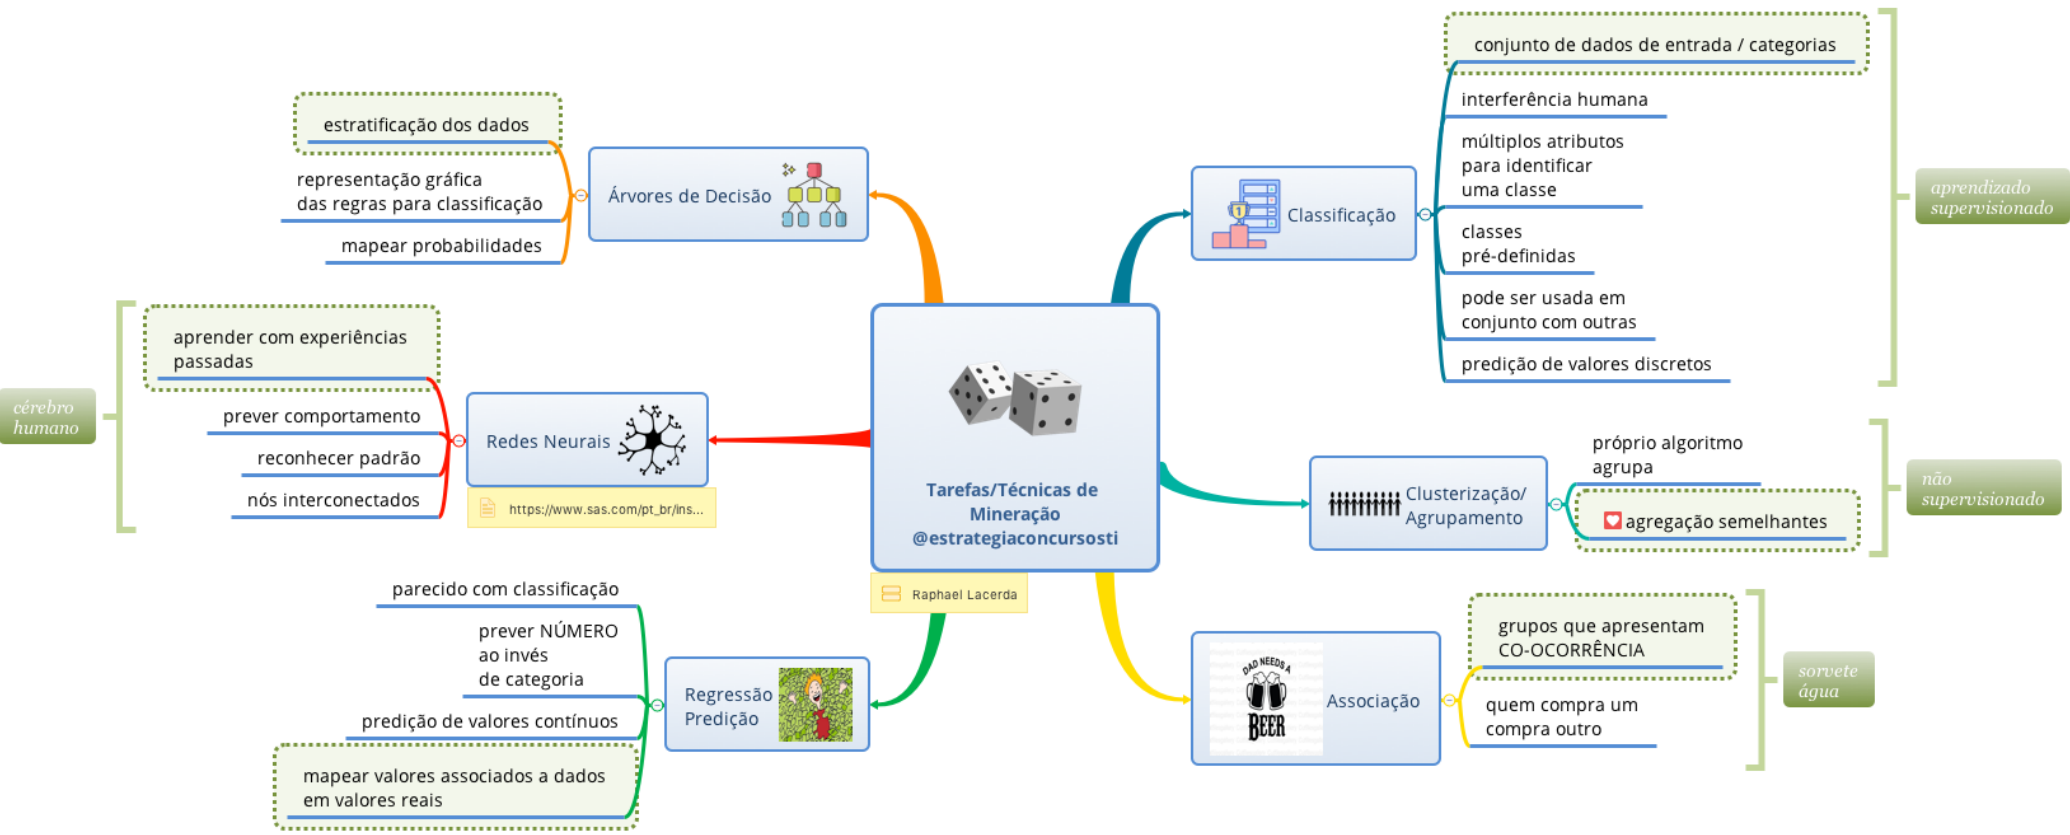 Tarefas/Técnicas de
Mineração
@estrategiaconcursosti
Raphael Lacerda
Classificação
conjunto de dados de entrada / categorias
interferência humana
múltiplos atributos
para identificar
uma classe
classes
pré-definidas
pode ser usada em
conjunto com outras
predição de valores discretos
aprendizado
supervisionado
Clusterização/
Agrupamento
próprio algoritmo
agrupa
agregação semelhantes
não
supervisionado
DAD NEEDS A
BEER
Associação
grupos que apresentam
CO-OCORRÊNCIA
quem compra um
compra outro
sorvete
água
Árvores de Decisão
1
estratificação dos dados
representação gráfica
das regras para classificação
mapear probabilidades
Redes Neurais
https://www.sas.com/pt_br/ins...
aprender com experiências
passadas
prever comportamento
reconhecer padrão
nós interconectados
cérebro
humano
Regressão
Predição
parecido com classificação
prever NÚMERO
ao invés
de categoria
predição de valores contínuos
mapear valores associados a dados
em valores reais